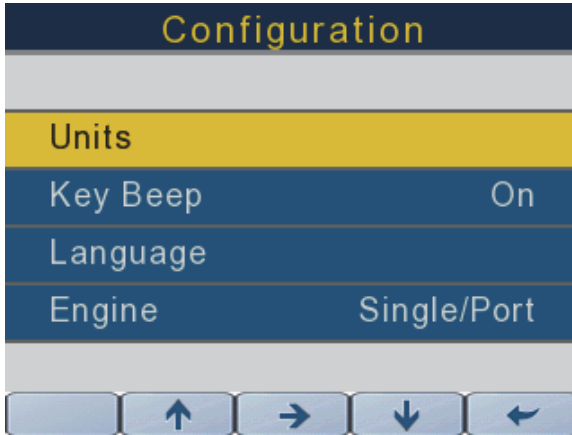 Configuration
Units
Key Beep On
Language
Engine Single/Port